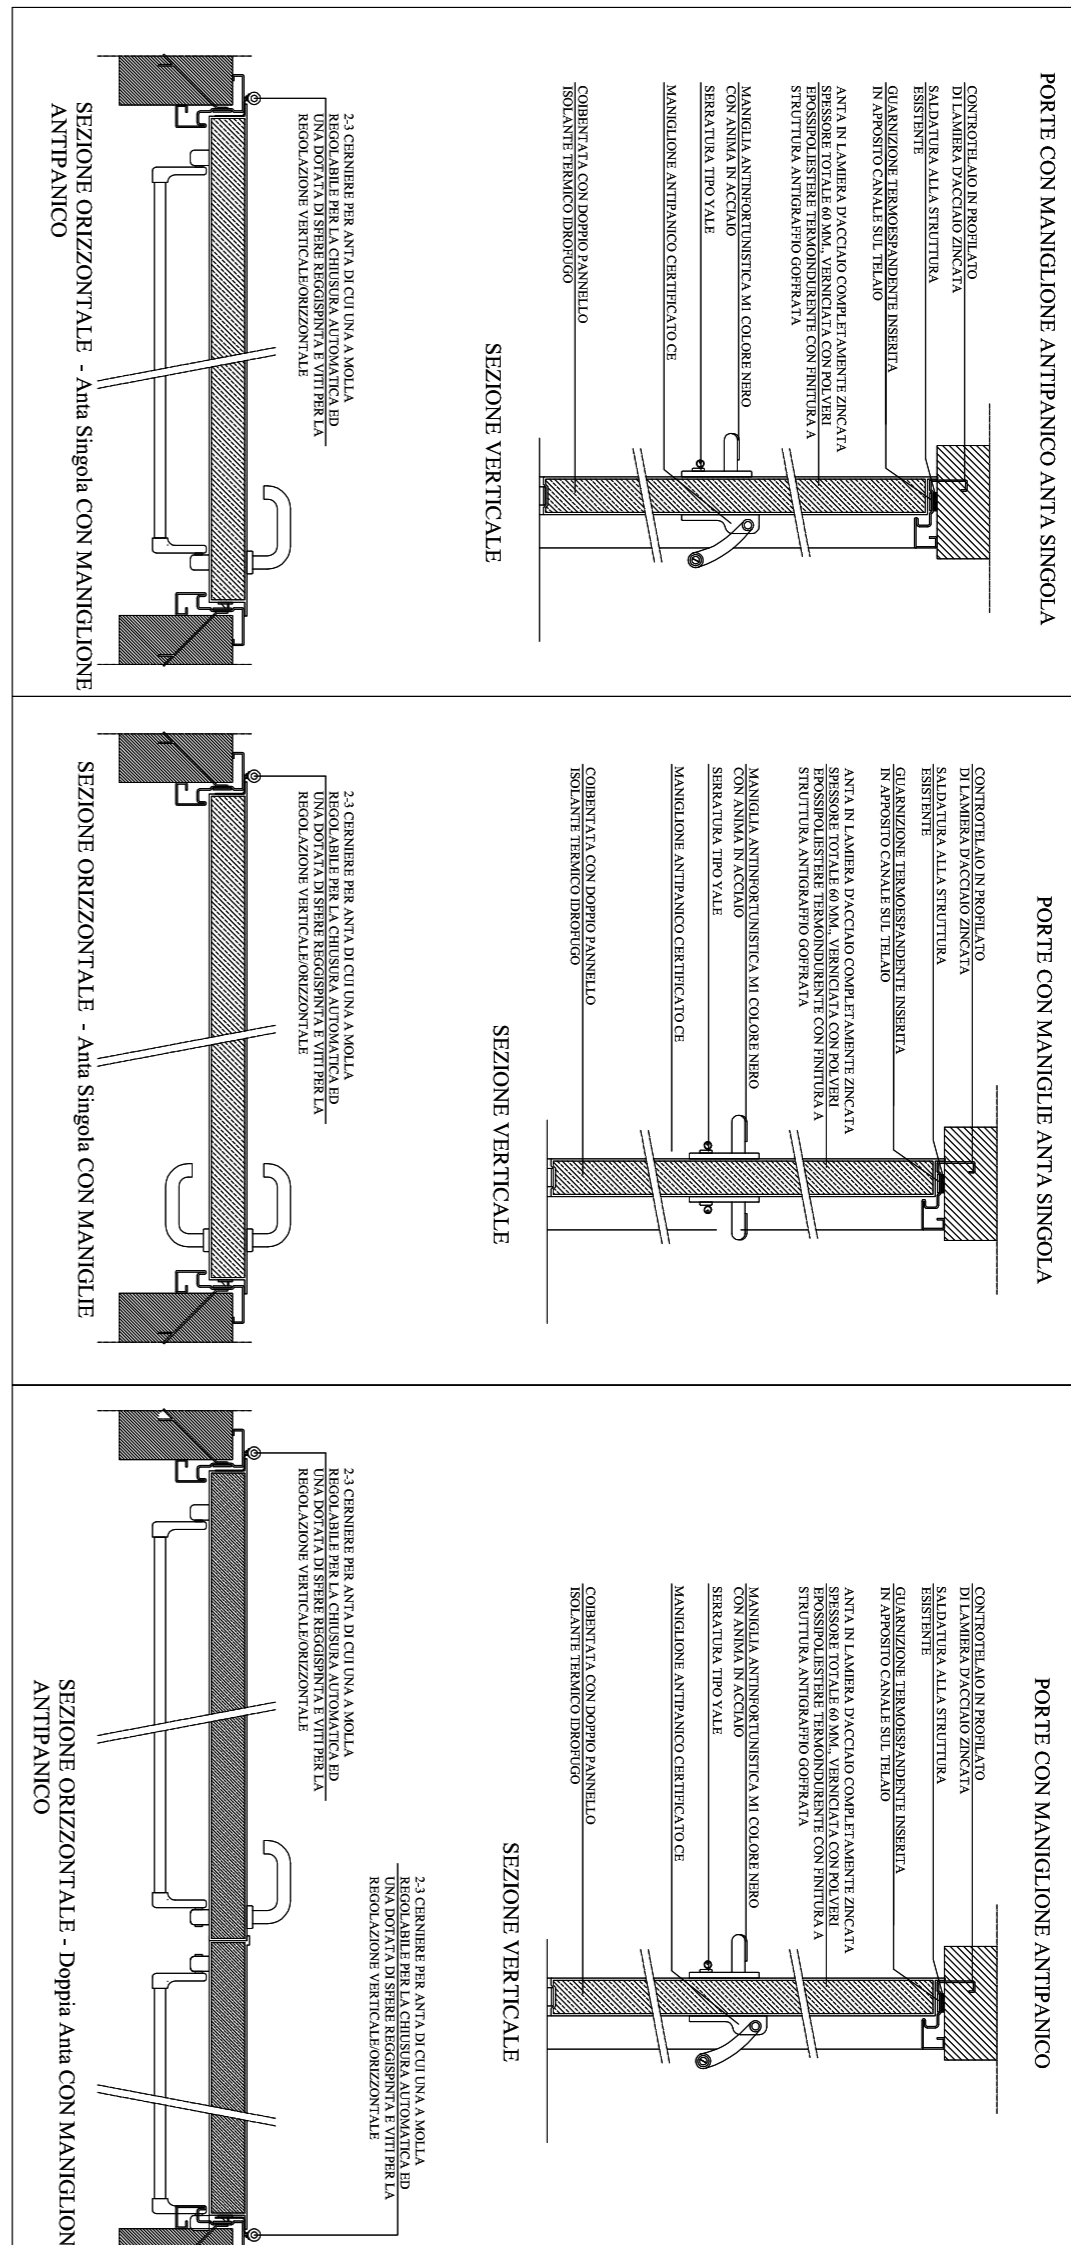 PORTE CON MANIGLIONE ANTIPANICO ANTA SINGOLA
CONTROTELAIO IN PROFILATO
DI LAMIERA D'ACCIAIO ZINCATA
SALDATURA ALLA STRUTTURA
ESISTENTE
GUARNIZIONE TERMOESPANDENTE INSERITA
IN APPOSITO CANALE SUL TELAIO
ANTA IN LAMIERA D'ACCIAIO COMPLETAMENTE ZINCATA
SPESSORE TOTALE 60 MM., VERNICIATA CON POLVERI
EPOSSIPOLIESTERE TERMOINDURENTE CON FINITURA A
STRUTTURA ANTIGRAFFIO GOFFRATA
MANIGLIA ANTINFORTUNISTICA M1 COLORE NERO
CON ANIMA IN ACCIAIO
SERRATURA TIPO YALE
MANIGLIONE ANTIPANICO CERTIFICATO CE
COIBENTATA CON DOPPIO PANNELLO
ISOLANTE TERMICO IDROFUGO
SEZIONE VERTICALE
2-3 CERNIERE PER ANTA DI CUI UNA A MOLLA
REGOLABILE PER LA CHIUSURA AUTOMATICA ED
UNA DOTATA DI SFERE REGGISPINTA E VITI PER LA
REGOLAZIONE VERTICALE/ORIZZONTALE
SEZIONE ORIZZONTALE - Anta Singola CON MANIGLIONE
ANTIPANICO
PORTE CON MANIGLIE ANTA SINGOLA
CONTROTELAIO IN PROFILATO
DI LAMIERA D'ACCIAIO ZINCATA
SALDATURA ALLA STRUTTURA
ESISTENTE
GUARNIZIONE TERMOESPANDENTE INSERITA
IN APPOSITO CANALE SUL TELAIO
ANTA IN LAMIERA D'ACCIAIO COMPLETAMENTE ZINCATA
SPESSORE TOTALE 60 MM., VERNICIATA CON POLVERI
EPOSSIPOLIESTERE TERMOINDURENTE CON FINITURA A
STRUTTURA ANTIGRAFFIO GOFFRATA
MANIGLIA ANTINFORTUNISTICA M1 COLORE NERO
CON ANIMA IN ACCIAIO
SERRATURA TIPO YALE
MANIGLIONE ANTIPANICO CERTIFICATO CE
COIBENTATA CON DOPPIO PANNELLO
ISOLANTE TERMICO IDROFUGO
SEZIONE VERTICALE
2-3 CERNIERE PER ANTA DI CUI UNA A MOLLA
REGOLABILE PER LA CHIUSURA AUTOMATICA ED
UNA DOTATA DI SFERE REGGISPINTA E VITI PER LA
REGOLAZIONE VERTICALE/ORIZZONTALE
SEZIONE ORIZZONTALE - Anta Singola CON MANIGLIE
PORTE CON MANIGLIONE ANTIPANICO
CONTROTELAIO IN PROFILATO
DI LAMIERA D'ACCIAIO ZINCATA
SALDATURA ALLA STRUTTURA
ESISTENTE
GUARNIZIONE TERMOESPANDENTE INSERITA
IN APPOSITO CANALE SUL TELAIO
ANTA IN LAMIERA D'ACCIAIO COMPLETAMENTE ZINCATA
SPESSORE TOTALE 60 MM., VERNICIATA CON POLVERI
EPOSSIPOLIESTERE TERMOINDURENTE CON FINITURA A
STRUTTURA ANTIGRAFFIO GOFFRATA
MANIGLIA ANTINFORTUNISTICA M1 COLORE NERO
CON ANIMA IN ACCIAIO
SERRATURA TIPO YALE
MANIGLIONE ANTIPANICO CERTIFICATO CE
COIBENTATA CON DOPPIO PANNELLO
ISOLANTE TERMICO IDROFUGO
SEZIONE VERTICALE
2-3 CERNIERE PER ANTA DI CUI UNA A MOLLA
REGOLABILE PER LA CHIUSURA AUTOMATICA ED
UNA DOTATA DI SFERE REGGISPINTA E VITI PER LA
REGOLAZIONE VERTICALE/ORIZZONTALE
2-3 CERNIERE PER ANTA DI CUI UNA A MOLLA
REGOLABILE PER LA CHIUSURA AUTOMATICA ED
UNA DOTATA DI SFERE REGGISPINTA E VITI PER LA
REGOLAZIONE VERTICALE/ORIZZONTALE
SEZIONE ORIZZONTALE - Doppia Anta CON MANIGLION
ANTIPANICO